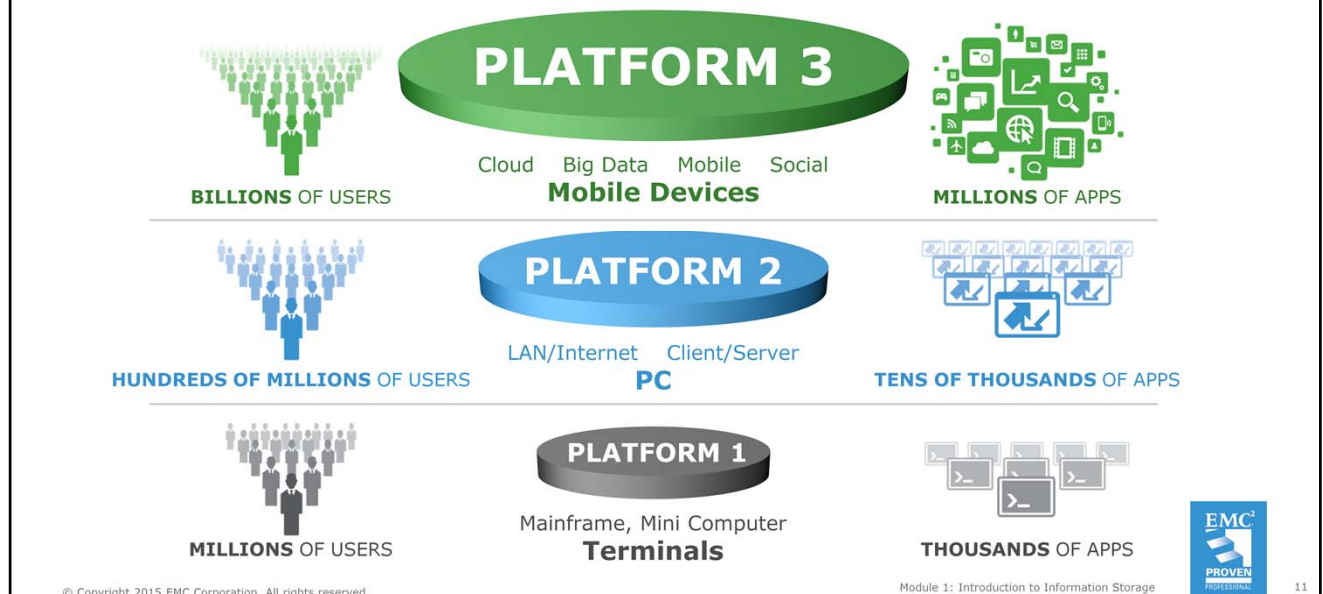 PLATFORM 3
Cloud Big Data Mobile Social
Mobile Devices
BILLIONS OF USERS
MILLIONS OF APPS
PLATFORM 2
LAN/Internet Client/Server
PC
HUNDREDS OF MILLIONS OF USERS
TENS OF THOUSANDS OF APPS
PLATFORM 1
Mainframe, Mini Computer
Terminals
MILLIONS OF USERS
THOUSANDS OF APPS
EMC²
PROVEN
PROFESSIONAL
© Copyright 2015 EMC Corporation. All rights reserved.
Module 1: Introduction to Information Storage
11